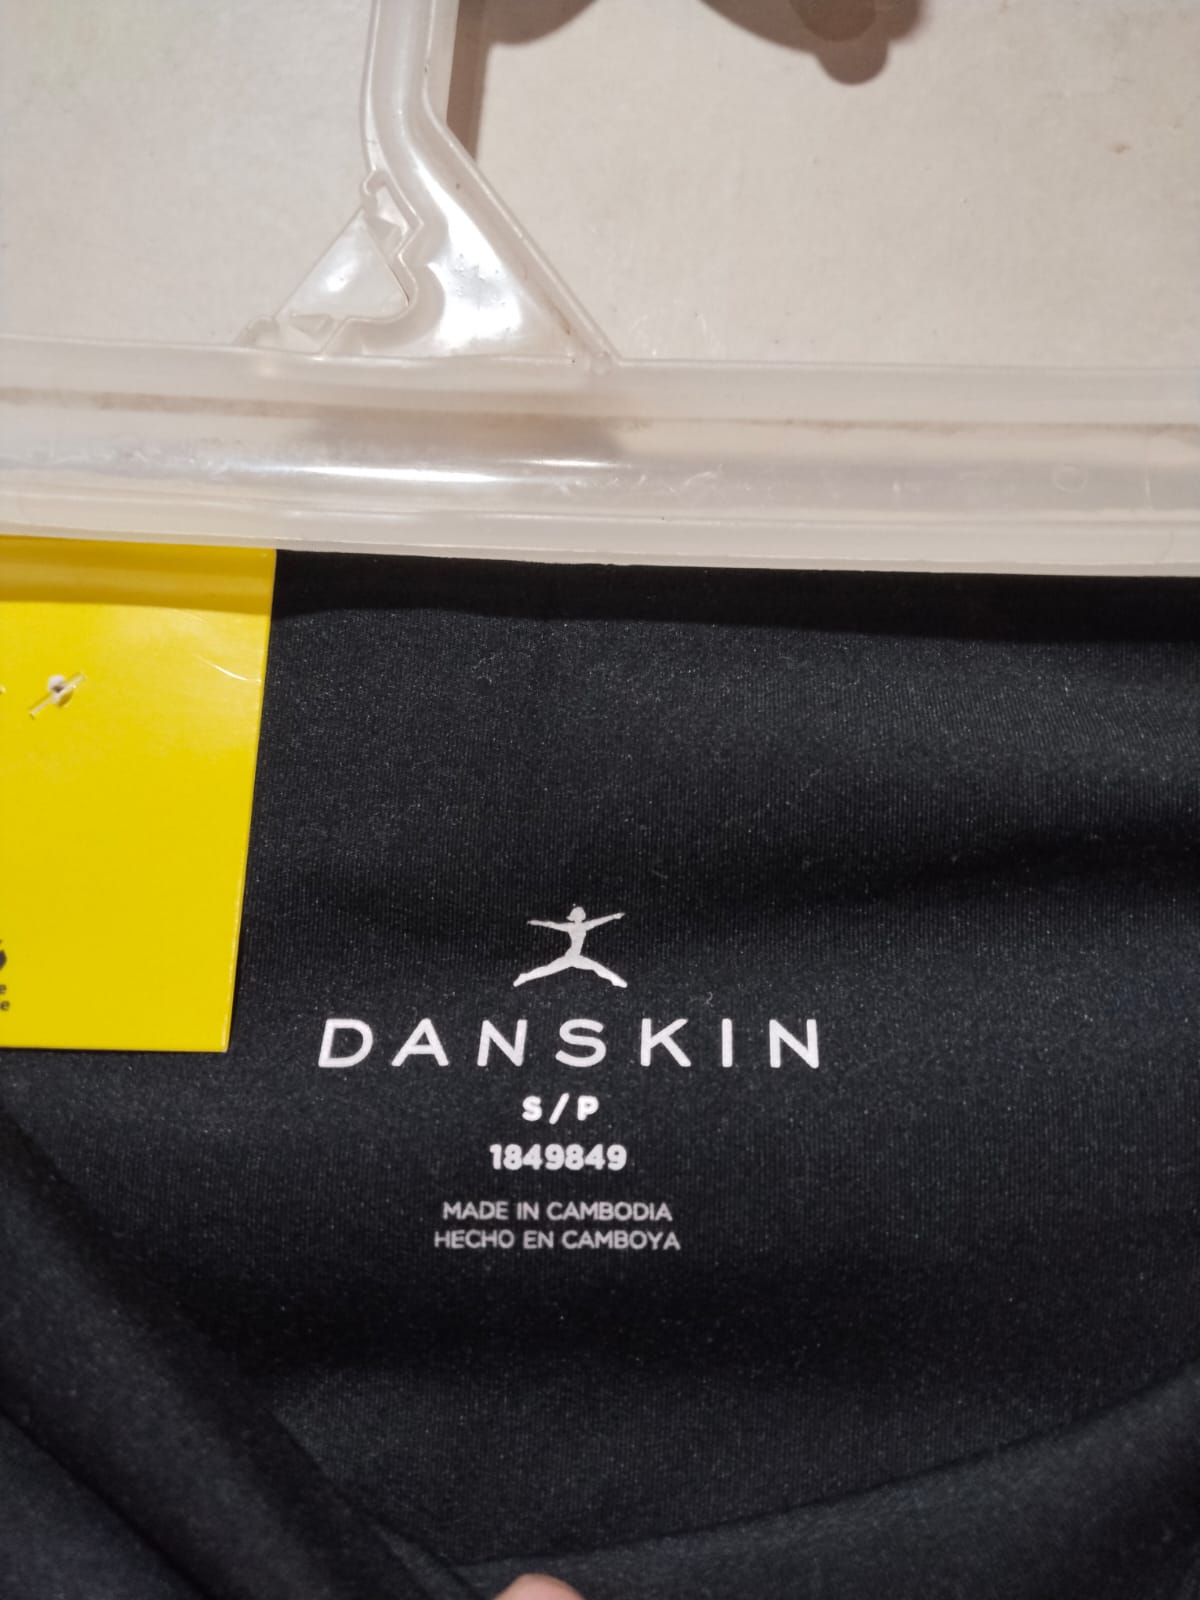 DANSKIN
S/P
1849849
MADE IN CAMBODIA
HECHO EN CAMBOYA